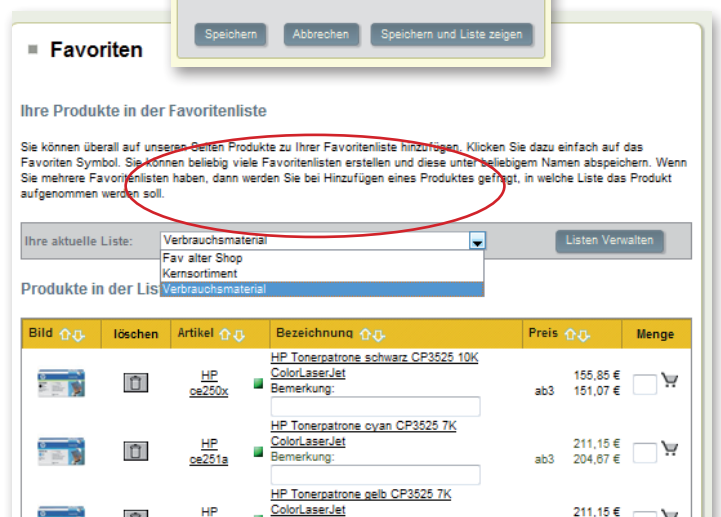 Speichern Abbrechen Speichern und Liste zeigen
Favoriten
Ihre Produkte in der Favoritenliste
Sie können überall auf unseren Seiten Produkte zu Ihrer Favoritenliste hinzufügen. Klicken Sie dazu einfach auf das
Favoriten Symbol. Sie können beliebig viele Favoritenlisten erstellen und diese unter beliebigem Namen abspeichern. Wenn
Sie mehrere Favoritenlisten haben, dann werden Sie bei Hinzufügen eines Produktes gefragt, in welche Liste das Produkt
aufgenommen werden soll.
Ihre aktuelle Liste: Verbrauchsmaterial Listen Verwalten
Fav alter Shop
Kernsortiment
Verbrauchsmaterial
Produkte in der Lis
Bild löschen Artikel Bezeichnung Preis Menge
HP Tonerpatrone schwarz CP3525 10K
ColorLaserJet
HP
ce250x
Bemerkung:
155,85 €
ab3 151,07 €
HP Tonerpatrone cyan CP3525 7K
ColorLaserJet
HP
ce251a
Bemerkung:
211,15 €
ab3 204,67 €
HP Tonerpatrone gelb CP3525 7K
ColorLaserJet
HP
211,15 €